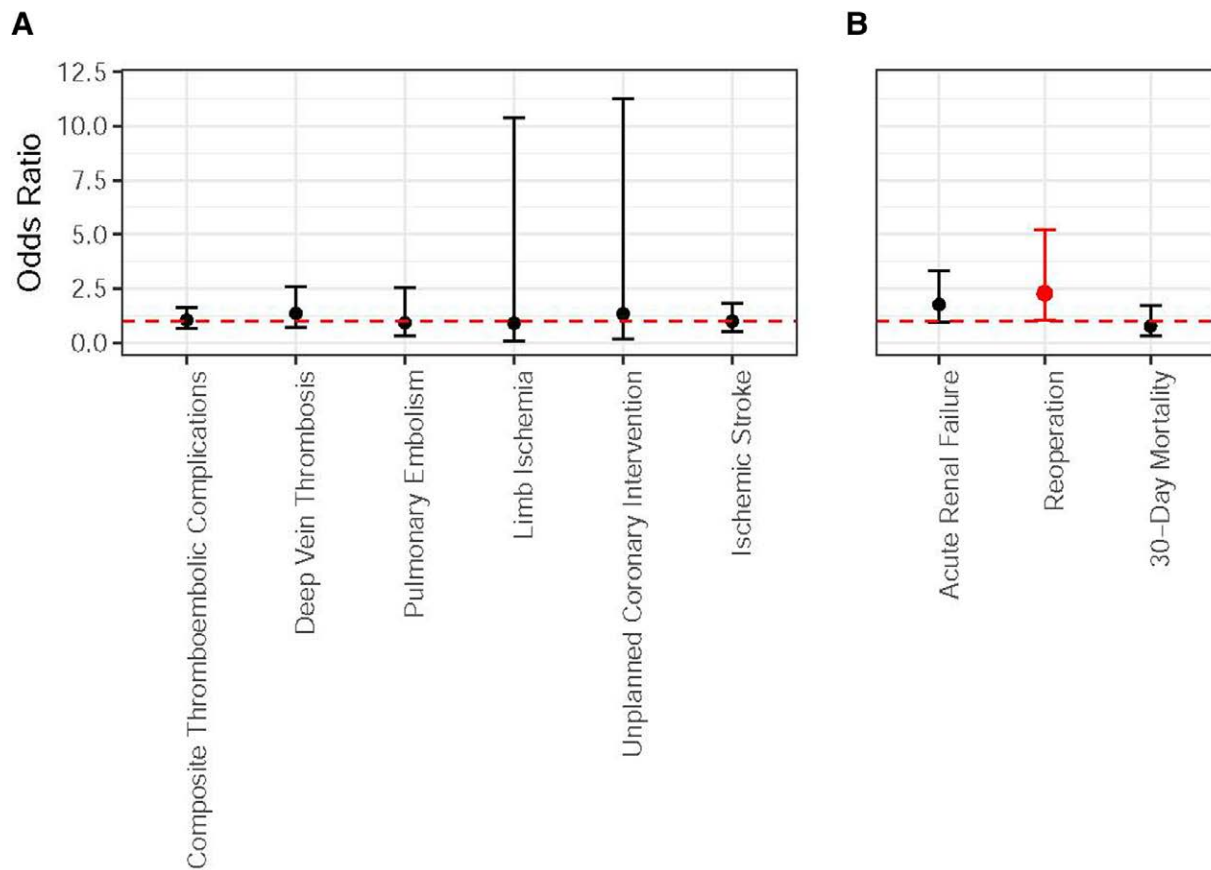 A
B
Odds Ratio
12.5
10.0
7.5
5.0
2.5
0.0
Composite Thromboembolic Complications
Deep Vein Thrombosis
Pulmonary Embolism
Limb Ischemia
Unplanned Coronary Intervention
Ischemic Stroke
Acute Renal Failure
Reoperation
30-Day Mortality